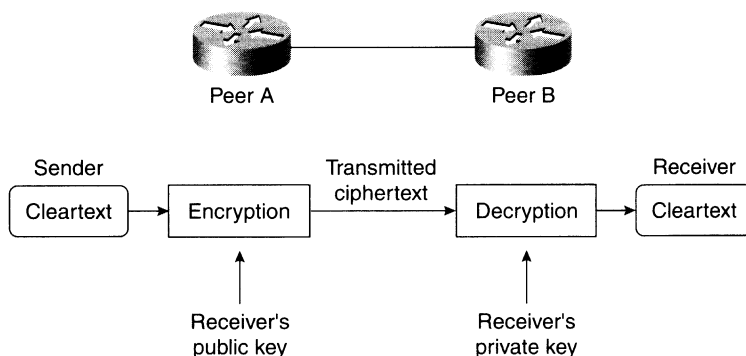 Peer A
Peer B
Sender
Transmitted
ciphertext
Receiver
Cleartext
Encryption
Decryption
Cleartext
Receiver's
public key
Receiver's
private key